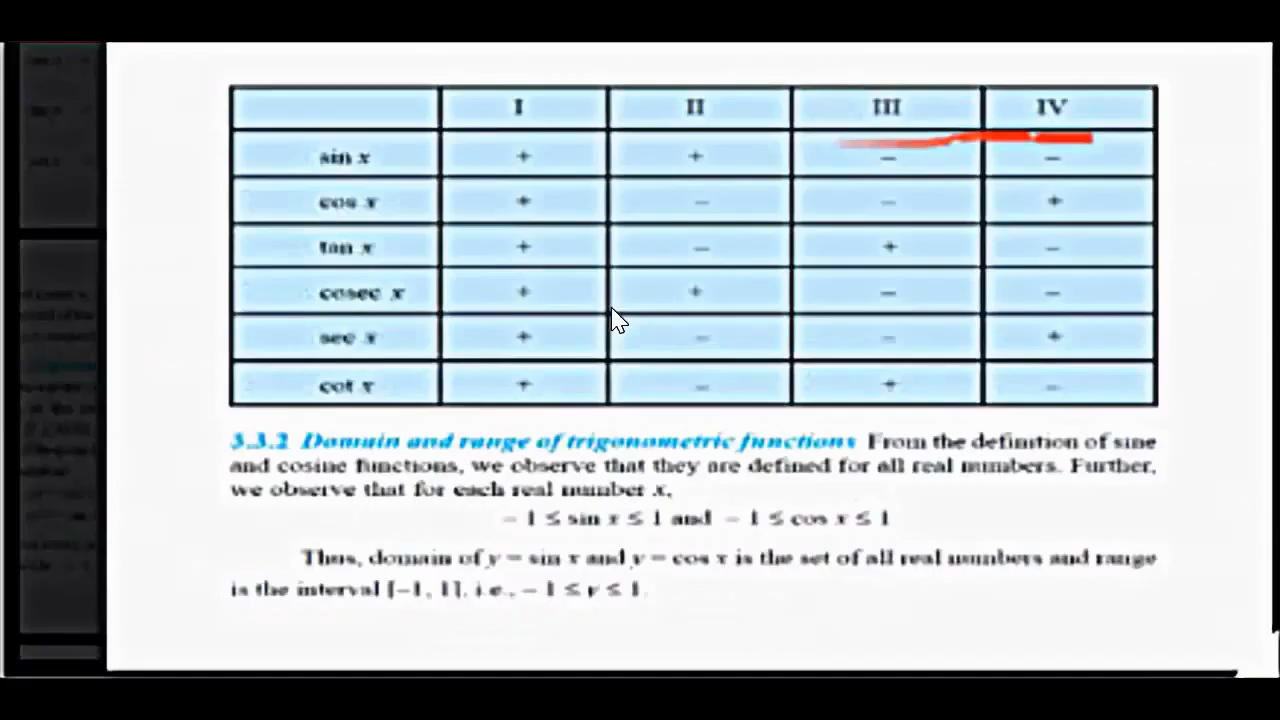 I II III IV
sin x + + – –
cos x + – – +
tan x + – + –
cosec x + + – –
sec x + – – +
cot x + – + –
3.3.2 Domain and range of trigonometric functions From the definition of sine
and cosine functions, we observe that they are defined for all real numbers. Further,
we observe that for each real number x,
– 1 ≤ sin x ≤ 1 and – 1 ≤ cos x ≤ 1
Thus, domain of y = sin x and y = cos x is the set of all real numbers and range
is the interval [–1, 1], i.e., – 1 ≤ y ≤ 1.